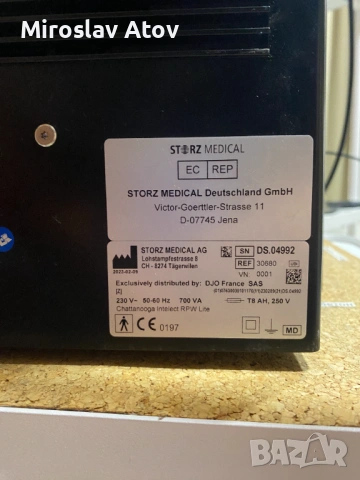 Miroslav Atov
STORZ MEDICAL
EC REP
STORZ MEDICAL Deutschland GmbH
Victor-Goerttler-Strasse 11
D-07745 Jena
STORZ MEDICAL AG
Lohstampfestrasse 8
CH - 8274 Tägerwilen
2023-02-09
SN DS.04992
REF 30880
VN: 0001
Exclusively distributed by: DJO France SAS
230 V~ 50-60 Hz 700 VA T8 AH, 250 V
Chattanooga Intelect RPW Lite
CE 0197 MD
BAZAR